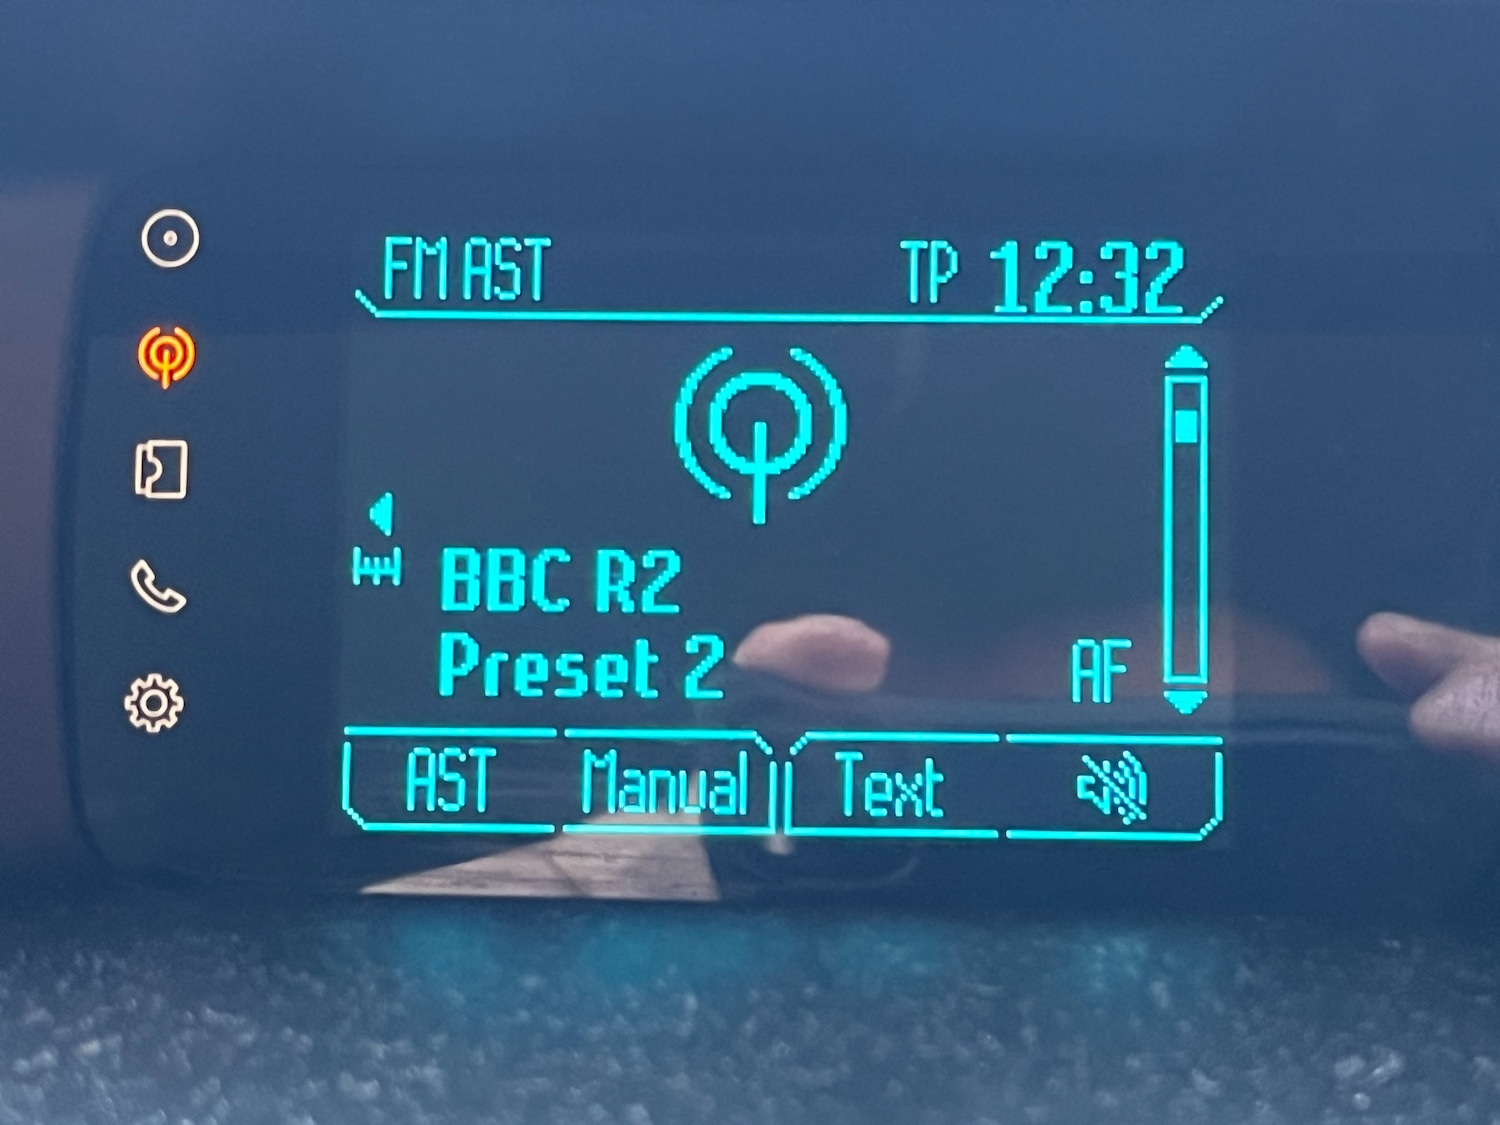 FM AST
TP 12:32
BBC R2
Preset 2
AF
AST Manual Text